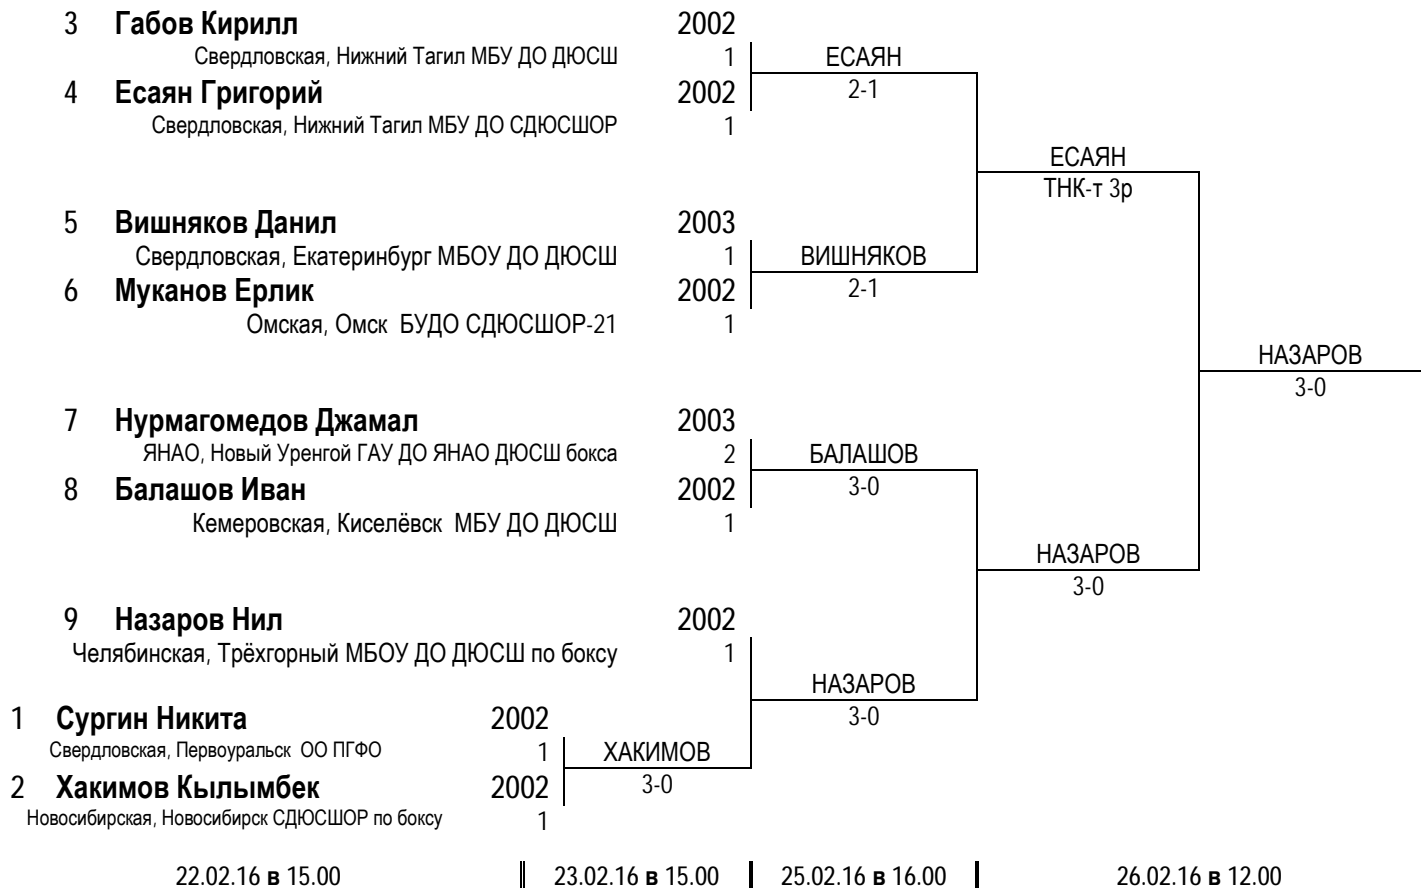 3 Габов Кирилл 2002
Свердловская, Нижний Тагил МБУ ДО ДЮСШ 1 ЕСАЯН
4 Есаян Григорий 2002 2-1
Свердловская, Нижний Тагил МБУ ДО СДЮСШОР 1
ЕСАЯН
ТНК-т 3р
5 Вишняков Данил 2003
Свердловская, Екатеринбург МБОУ ДО ДЮСШ 1 ВИШНЯКОВ
6 Муканов Ерлик 2002 2-1
Омская, Омск БУДО СДЮСШОР-21 1
НАЗАРОВ
3-0
7 Нурмагомедов Джамал 2003
ЯНАО, Новый Уренгой ГАУ ДО ЯНАО ДЮСШ бокса 2 БАЛАШОВ
8 Балашов Иван 2002 3-0
Кемеровская, Киселёвск МБУ ДО ДЮСШ 1
НАЗАРОВ
3-0
9 Назаров Нил 2002
Челябинская, Трёхгорный МБОУ ДО ДЮСШ по боксу 1
НАЗАРОВ
1 Сургин Никита 2002 3-0
Свердловская, Первоуральск ОО ПГФО 1 ХАКИМОВ
2 Хакимов Кылымбек 2002 3-0
Новосибирская, Новосибирск СДЮСШОР по боксу 1
22.02.16 в 15.00 23.02.16 в 15.00 25.02.16 в 16.00 26.02.16 в 12.00